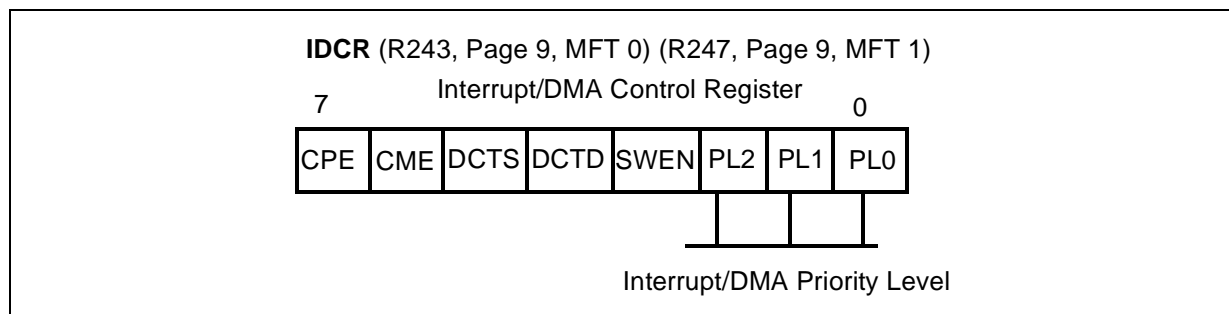 IDCR (R243, Page 9, MFT 0) (R247, Page 9, MFT 1)
Interrupt/DMA Control Register
7 0
CPE CME DCTS DCTD SWEN PL2 PL1 PL0
Interrupt/DMA Priority Level